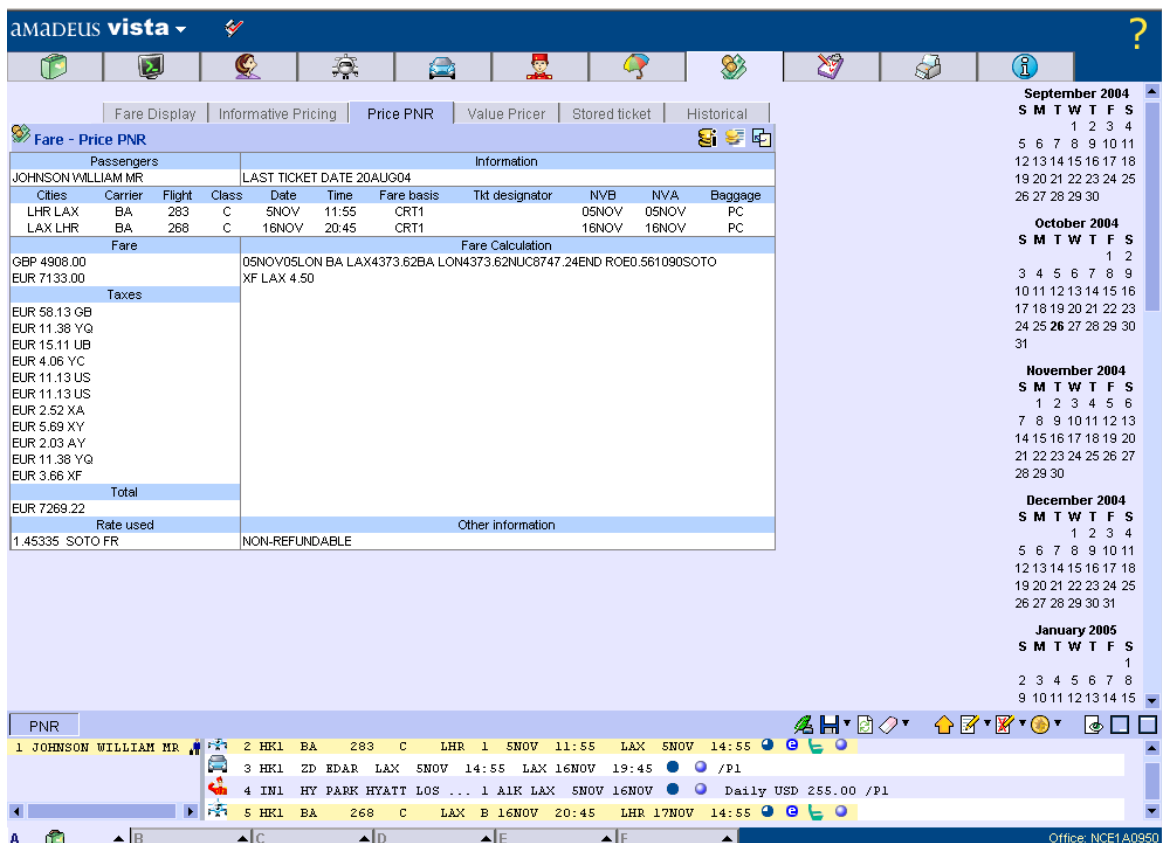 aMaDEUS vista
?
Fare Display Informative Pricing Price PNR Value Pricer Stored ticket Historical
Fare - Price PNR
Passengers Information
JOHNSON WILLIAM MR LAST TICKET DATE 20AUG04
Cities Carrier Flight Class Date Time Fare basis Tkt designator NVB NVA Baggage
LHR LAX BA 283 C 5NOV 11:55 CRT1 05NOV 05NOV PC
LAX LHR BA 268 C 16NOV 20:45 CRT1 16NOV 16NOV PC
Fare Fare Calculation
GBP 4908.00 05NOV05LON BA LAX4373.62BA LON4373.62NUC8747.24END ROE0.561090SOTO
EUR 7133.00 XF LAX 4.50
Taxes
EUR 58.13 GB
EUR 11.38 YQ
EUR 15.11 UB
EUR 4.06 YC
EUR 11.13 US
EUR 11.13 US
EUR 2.52 XA
EUR 5.69 XY
EUR 2.03 AY
EUR 11.38 YQ
EUR 3.66 XF
Total
EUR 7269.22
Rate used Other information
1.45335 SOTO FR NON-REFUNDABLE
September 2004
S M T W T F S
1 2 3 4
5 6 7 8 9 10 11
12 13 14 15 16 17 18
19 20 21 22 23 24 25
26 27 28 29 30
October 2004
S M T W T F S
1 2
3 4 5 6 7 8 9
10 11 12 13 14 15 16
17 18 19 20 21 22 23
24 25 26 27 28 29 30
31
November 2004
S M T W T F S
1 2 3 4 5 6
7 8 9 10 11 12 13
14 15 16 17 18 19 20
21 22 23 24 25 26 27
28 29 30
December 2004
S M T W T F S
1 2 3 4
5 6 7 8 9 10 11
12 13 14 15 16 17 18
19 20 21 22 23 24 25
26 27 28 29 30 31
January 2005
S M T W T F S
1
2 3 4 5 6 7 8
9 10 11 12 13 14 15
PNR
1 JOHNSON WILLIAM MR 2 HK1 BA 283 C LHR 1 5NOV 11:55 LAX 5NOV 14:55 e
3 HK1 ZD EDAR LAX 5NOV 14:55 LAX 16NOV 19:45 /P1
4 IN1 HY PARK HYATT LOS ... 1 A1K LAX 5NOV 16NOV Daily USD 255.00 /P1
5 HK1 BA 268 C LAX B 16NOV 20:45 LHR 17NOV 14:55 e
A B C D E F Office: NCE1A0950